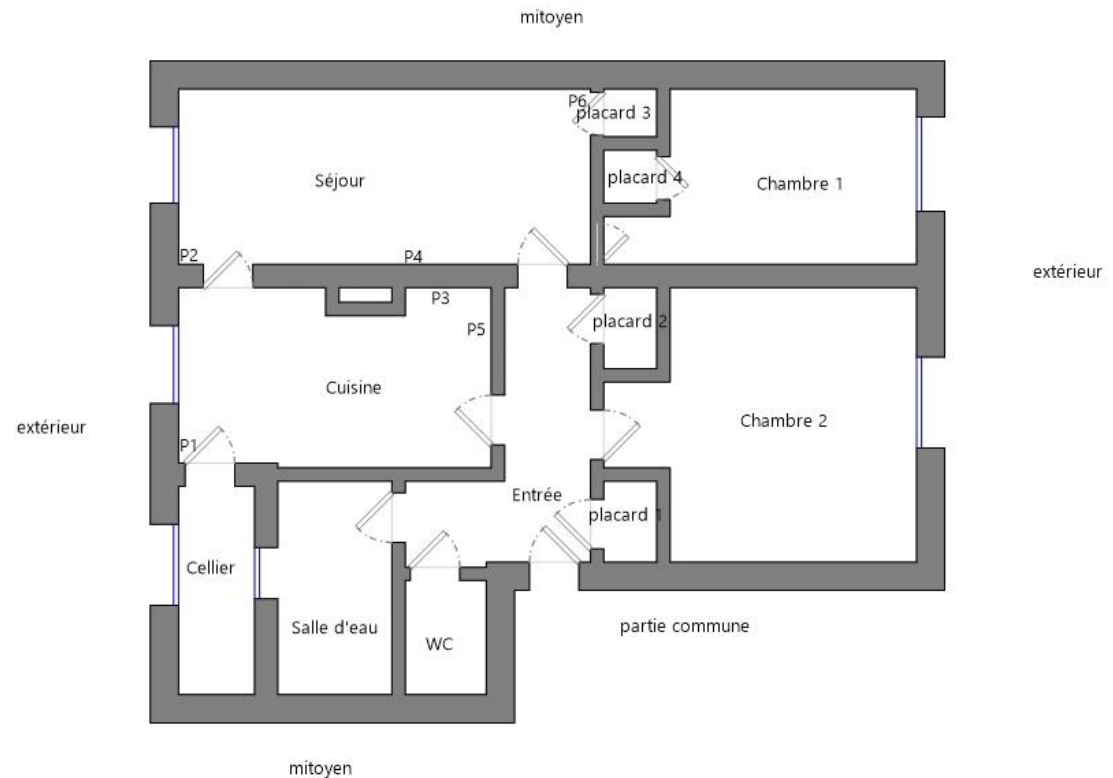 mitoyen
P6
placard 3
Séjour
placard 4
Chambre 1
P2
P4
extérieur
P3
P5
placard 2
Cuisine
Chambre 2
extérieur
P1
Entrée
placard 1
Cellier
Salle d'eau
partie commune
WC
mitoyen